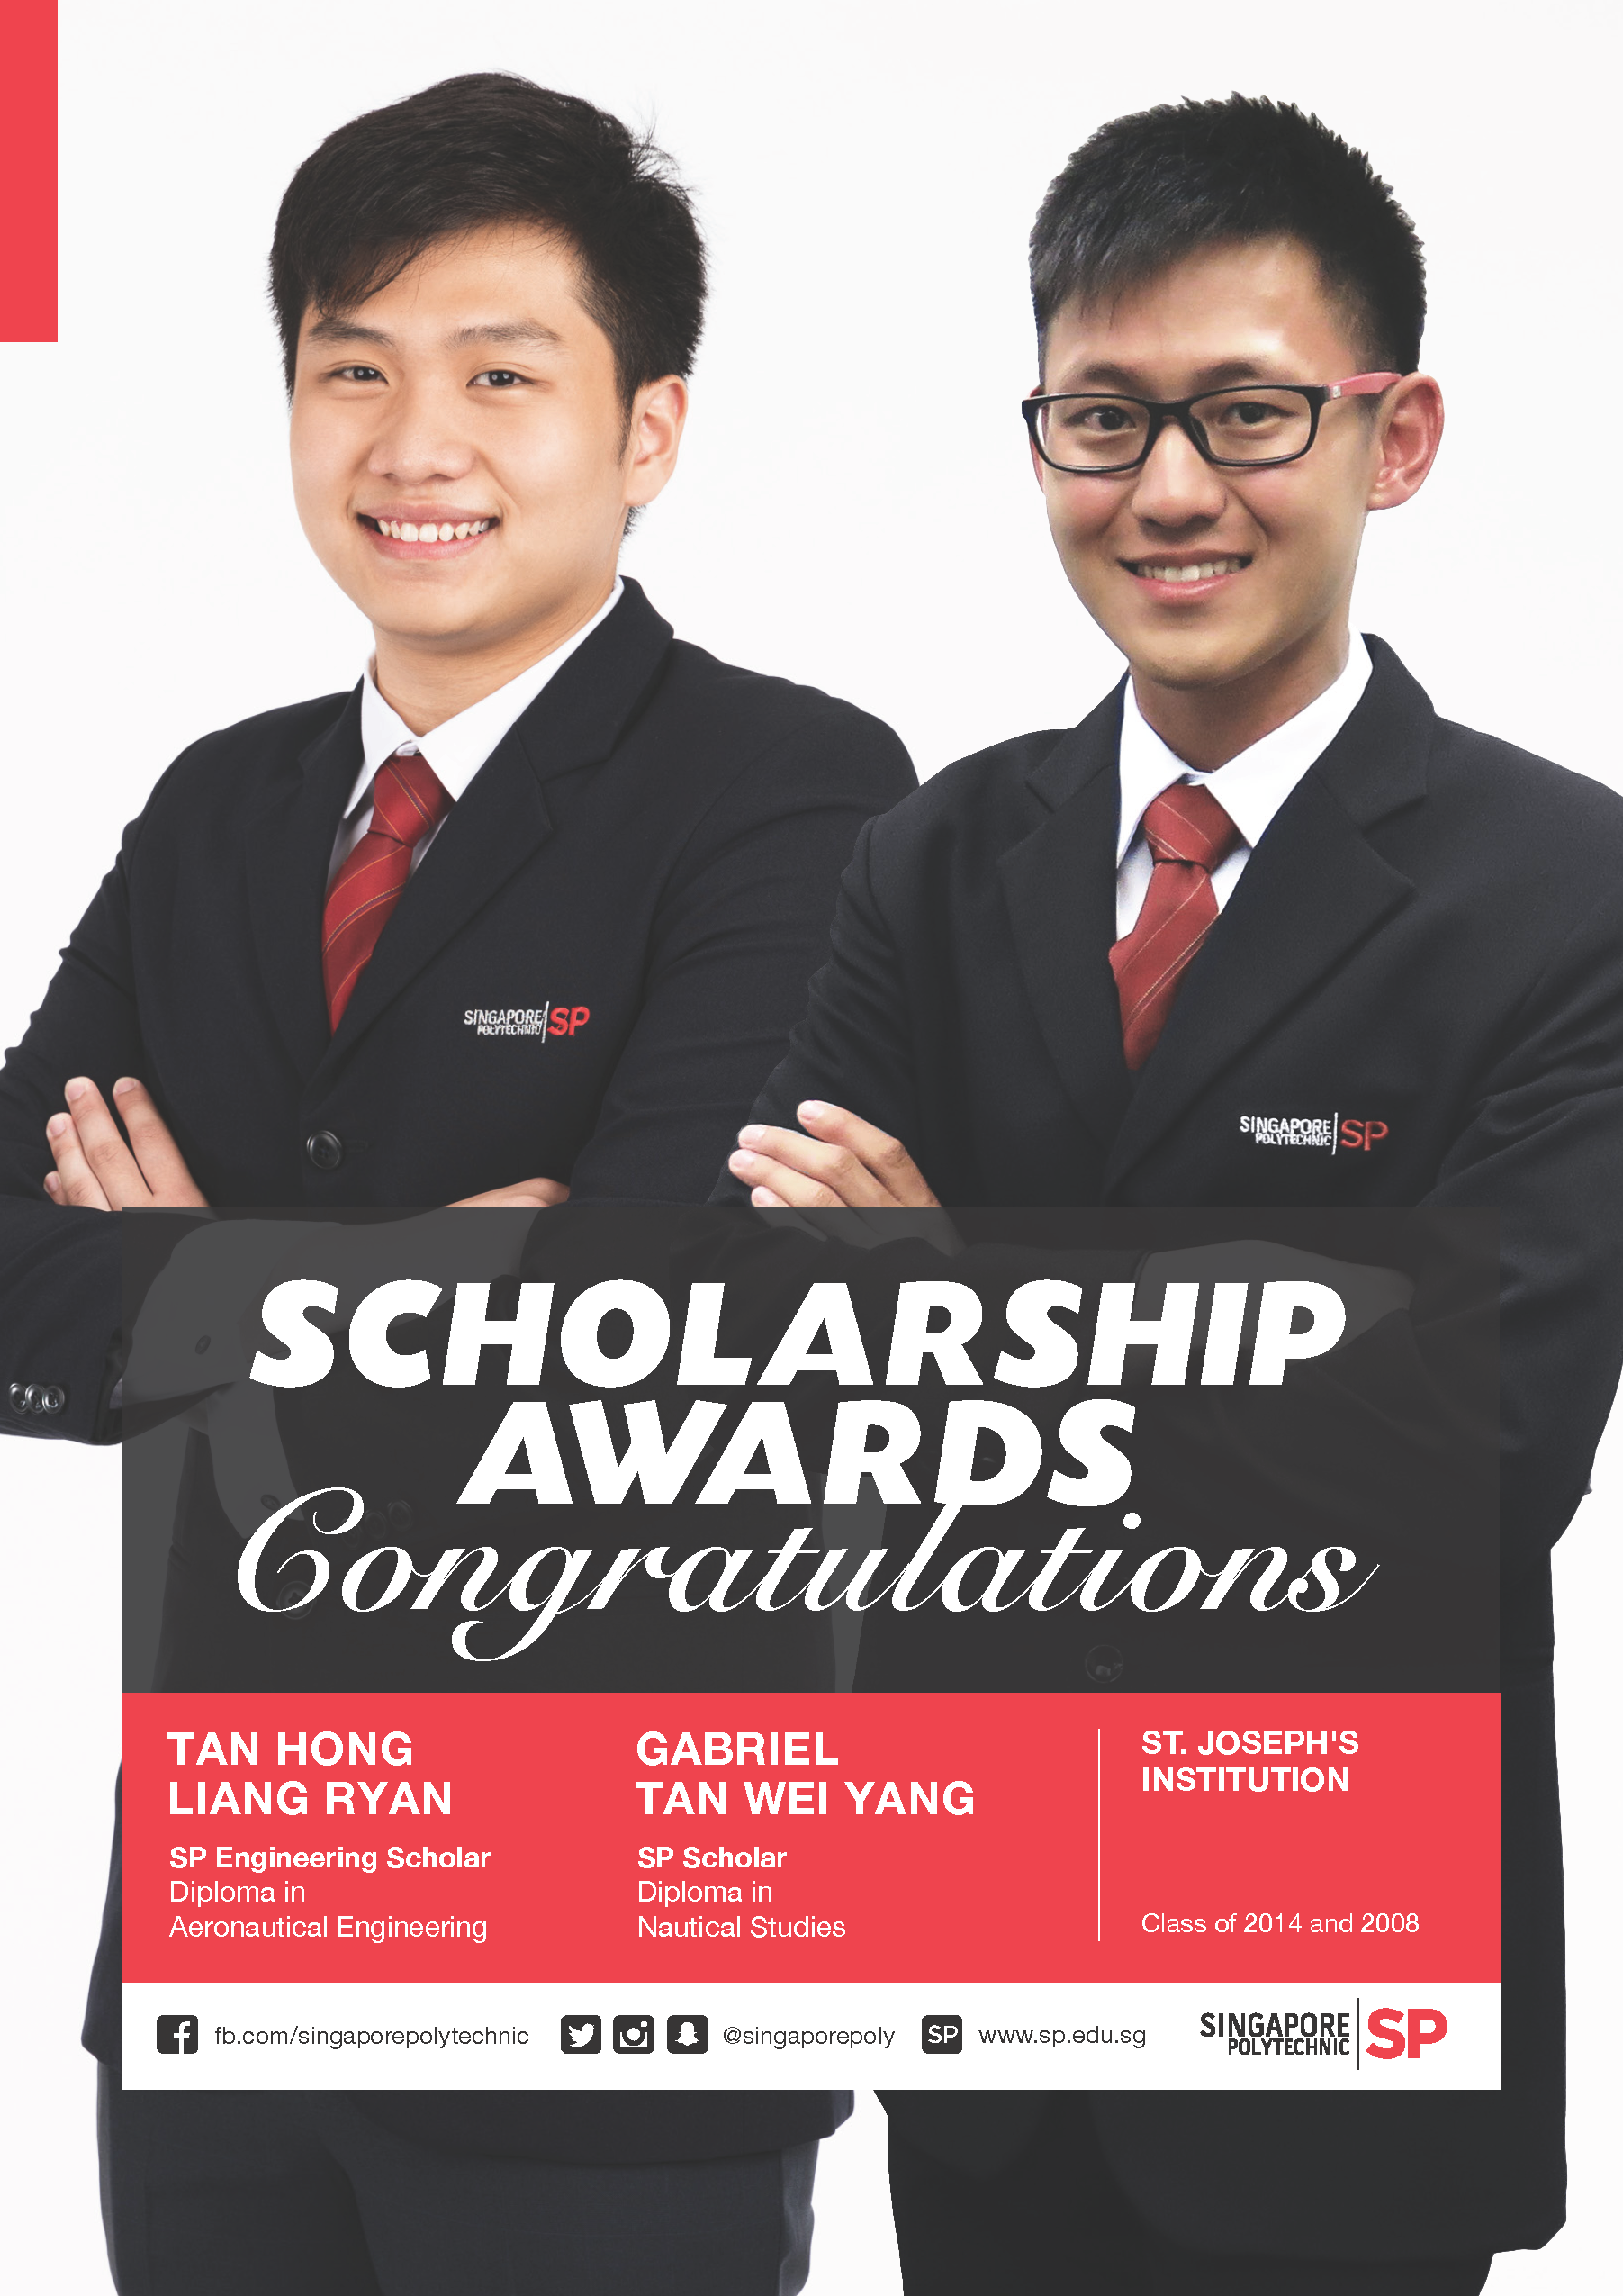 SINGAPORE
POLYTECHNIC
SP
SINGAPORE
POLYTECHNIC
SP
SCHOLARSHIP
AWARDS
Congratulations
TAN HONG
LIANG RYAN
SP Engineering Scholar
Diploma in
Aeronautical Engineering
GABRIEL
TAN WEI YANG
SP Scholar
Diploma in
Nautical Studies
ST. JOSEPH'S
INSTITUTION
Class of 2014 and 2008
fb.com/singaporepolytechnic
@singaporepoly
SP
www.sp.edu.sg
SINGAPORE
POLYTECHNIC
SP